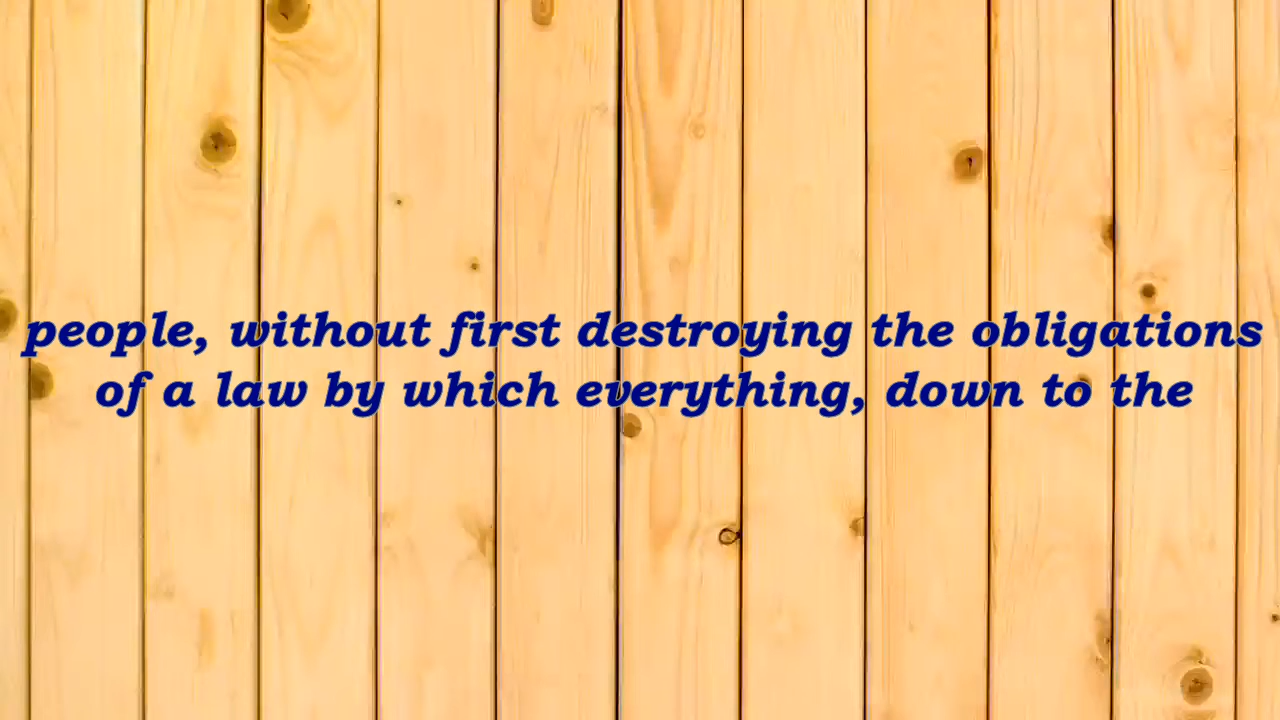 people, without first destroying the obligations
of a law by which everything, down to the